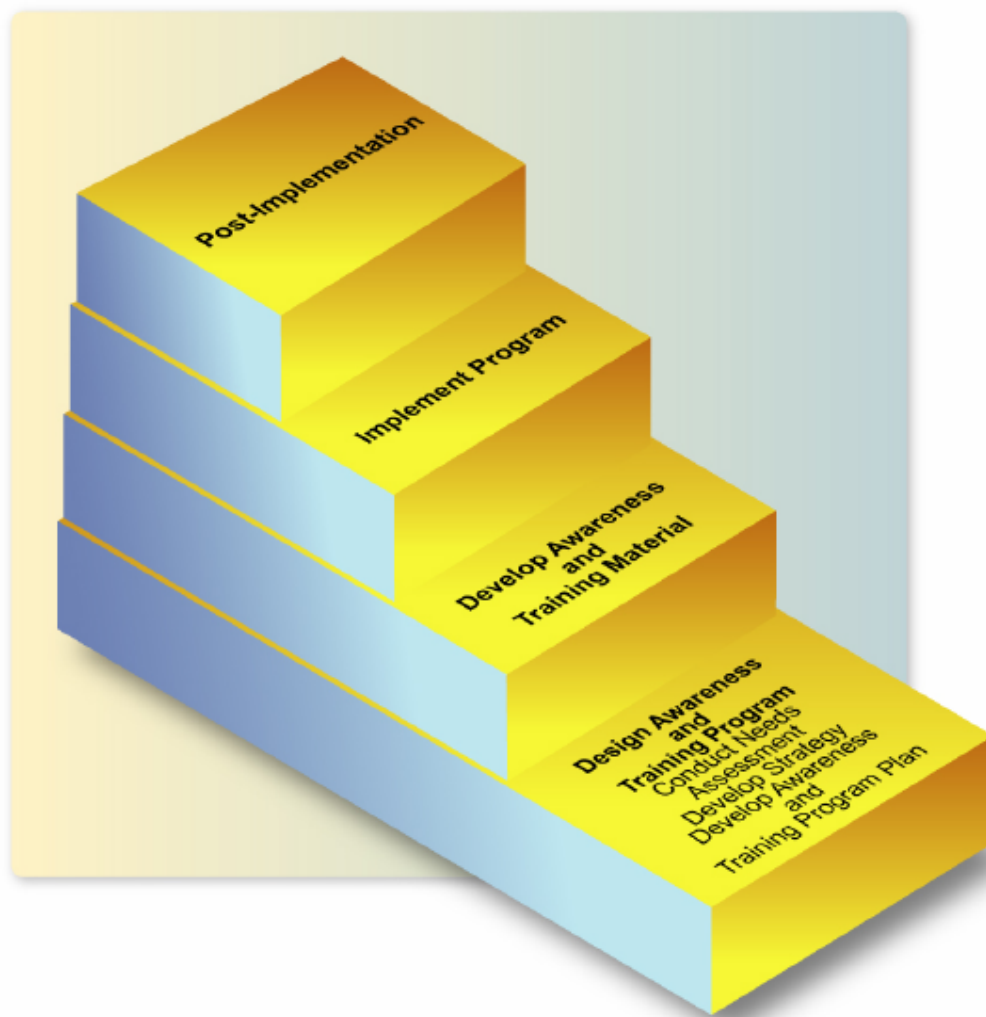 Post-Implementation
Implement Program
Develop Awareness
and
Training Material
Design Awareness
and
Training Program
Conduct Needs
Assessment
Develop Strategy
Develop Awareness
and
Training Program Plan